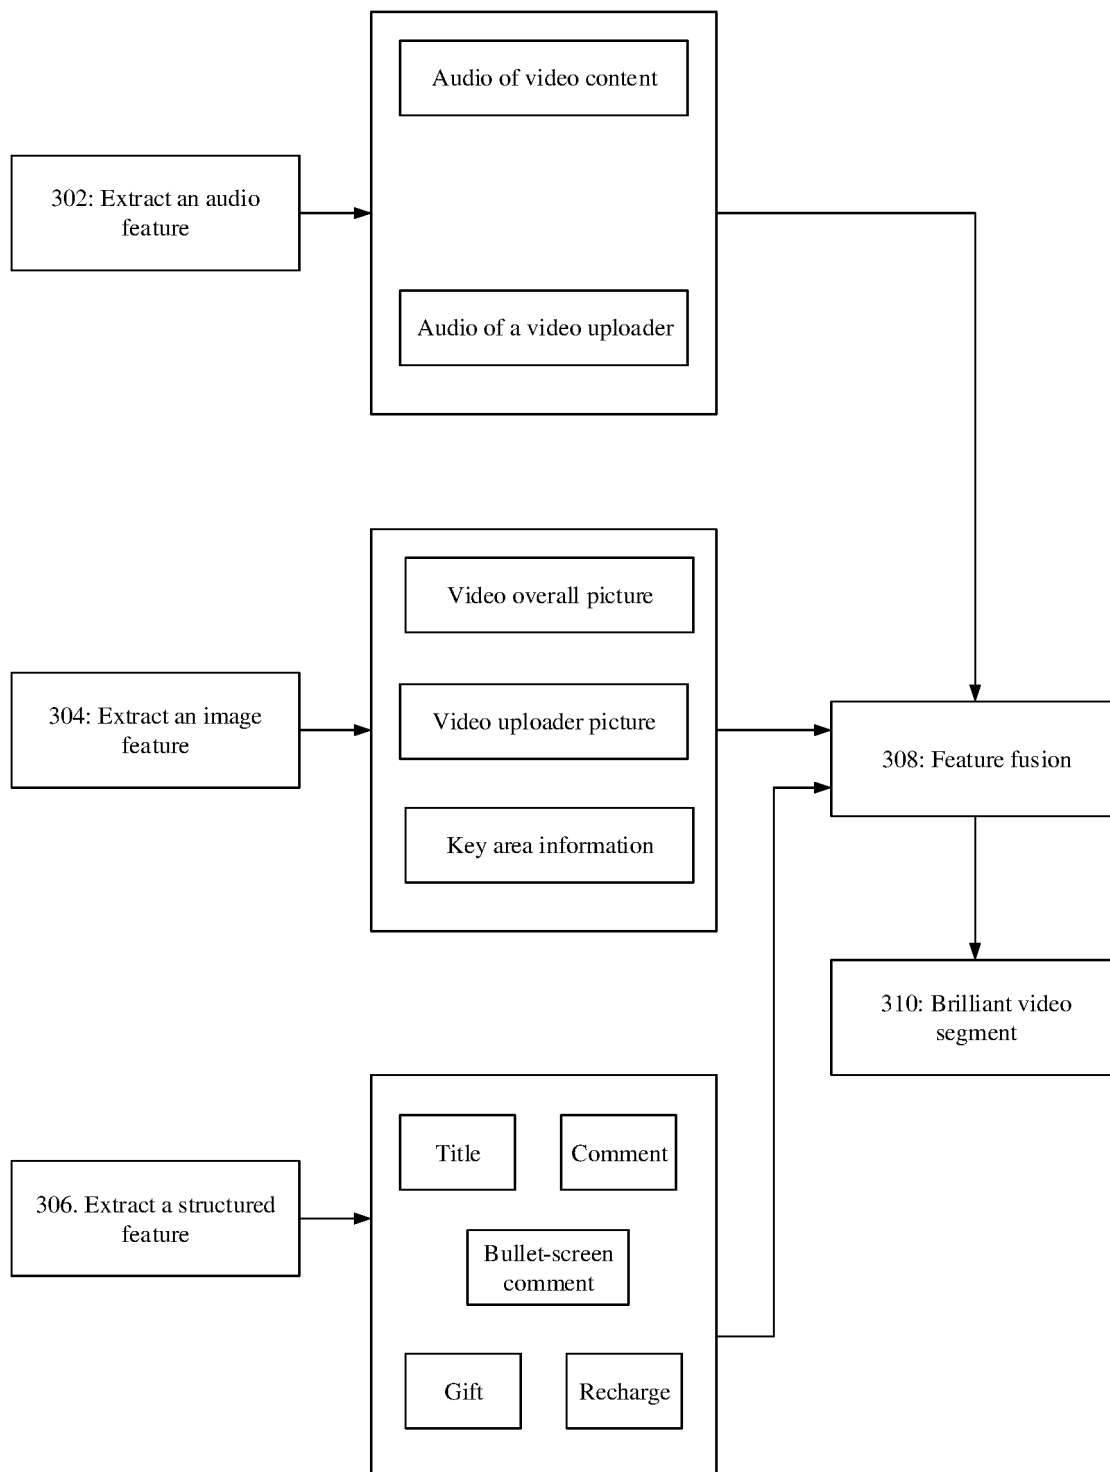 Audio of video content
302: Extract an audio
feature
Audio of a video uploader
Video overall picture
304: Extract an image
feature
Video uploader picture
308: Feature fusion
Key area information
310: Brilliant video
segment
Title
Comment
306. Extract a structured
feature
Bullet-screen
comment
Gift
Recharge